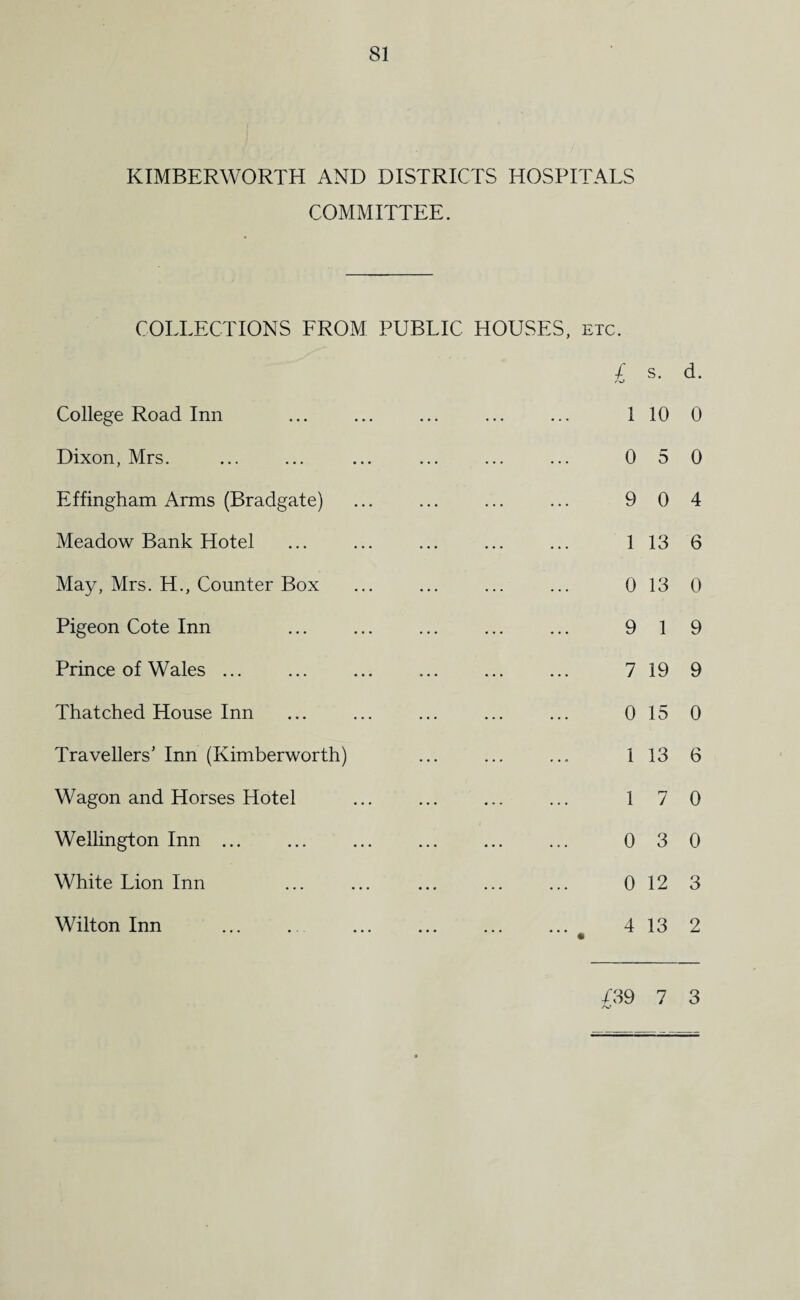 81
KIMBERWORTH AND DISTRICTS HOSPITALS
COMMITTEE.
COLLECTIONS FROM PUBLIC HOUSES, ETC.
£ s. d.
College Road Inn ... ... ... ... ... 1 10 0
Dixon, Mrs. ... ... ... ... ... ... 0 5 0
Effingham Arms (Bradgate) ... ... ... ... 9 0 4
Meadow Bank Hotel ... ... ... ... ... 1 13 6
May, Mrs. H., Counter Box ... ... ... ... 0 13 0
Pigeon Cote Inn ... ... ... ... ... 9 1 9
Prince of Wales ... ... ... ... ... ... 7 19 9
Thatched House Inn ... ... ... ... ... 0 15 0
Travellers' Inn (Kimberworth) ... ... ... 1 13 6
Wagon and Horses Hotel ... ... ... ... 1 7 0
Wellington Inn ... ... ... ... ... ... 0 3 0
White Lion Inn ... ... ... ... ... 0 12 3
Wilton Inn ... ... ... ... ... ... 4 13 2
£39 7 3